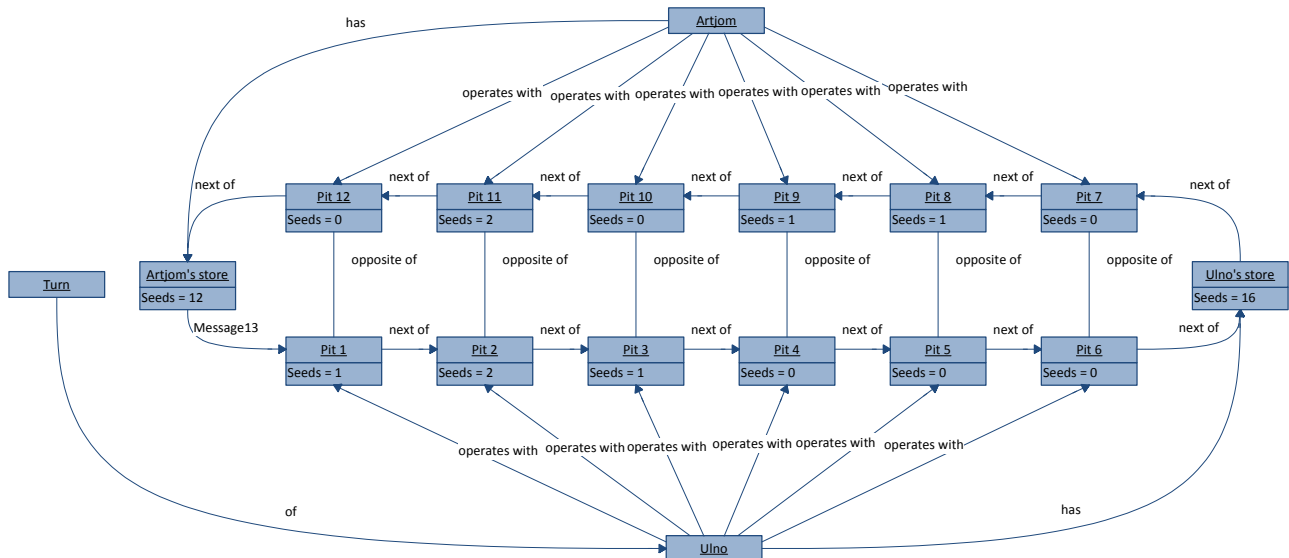 Artjom
has
operates with
operates with
operates with
operates with
operates with
operates with
next of
next of
next of
next of
next of
next of
next of
Pit 12
Seeds = 0
Pit 11
Seeds = 2
Pit 10
Seeds = 0
Pit 9
Seeds = 1
Pit 8
Seeds = 1
Pit 7
Seeds = 0
opposite of
opposite of
opposite of
opposite of
opposite of
opposite of
Turn
Artjom's store
Seeds = 12
Ulno's store
Seeds = 16
Message13
next of
next of
next of
next of
next of
next of
Pit 1
Seeds = 1
Pit 2
Seeds = 2
Pit 3
Seeds = 1
Pit 4
Seeds = 0
Pit 5
Seeds = 0
Pit 6
Seeds = 0
operates with
operates with
operates with
operates with
operates with
operates with
of
has
Ulno